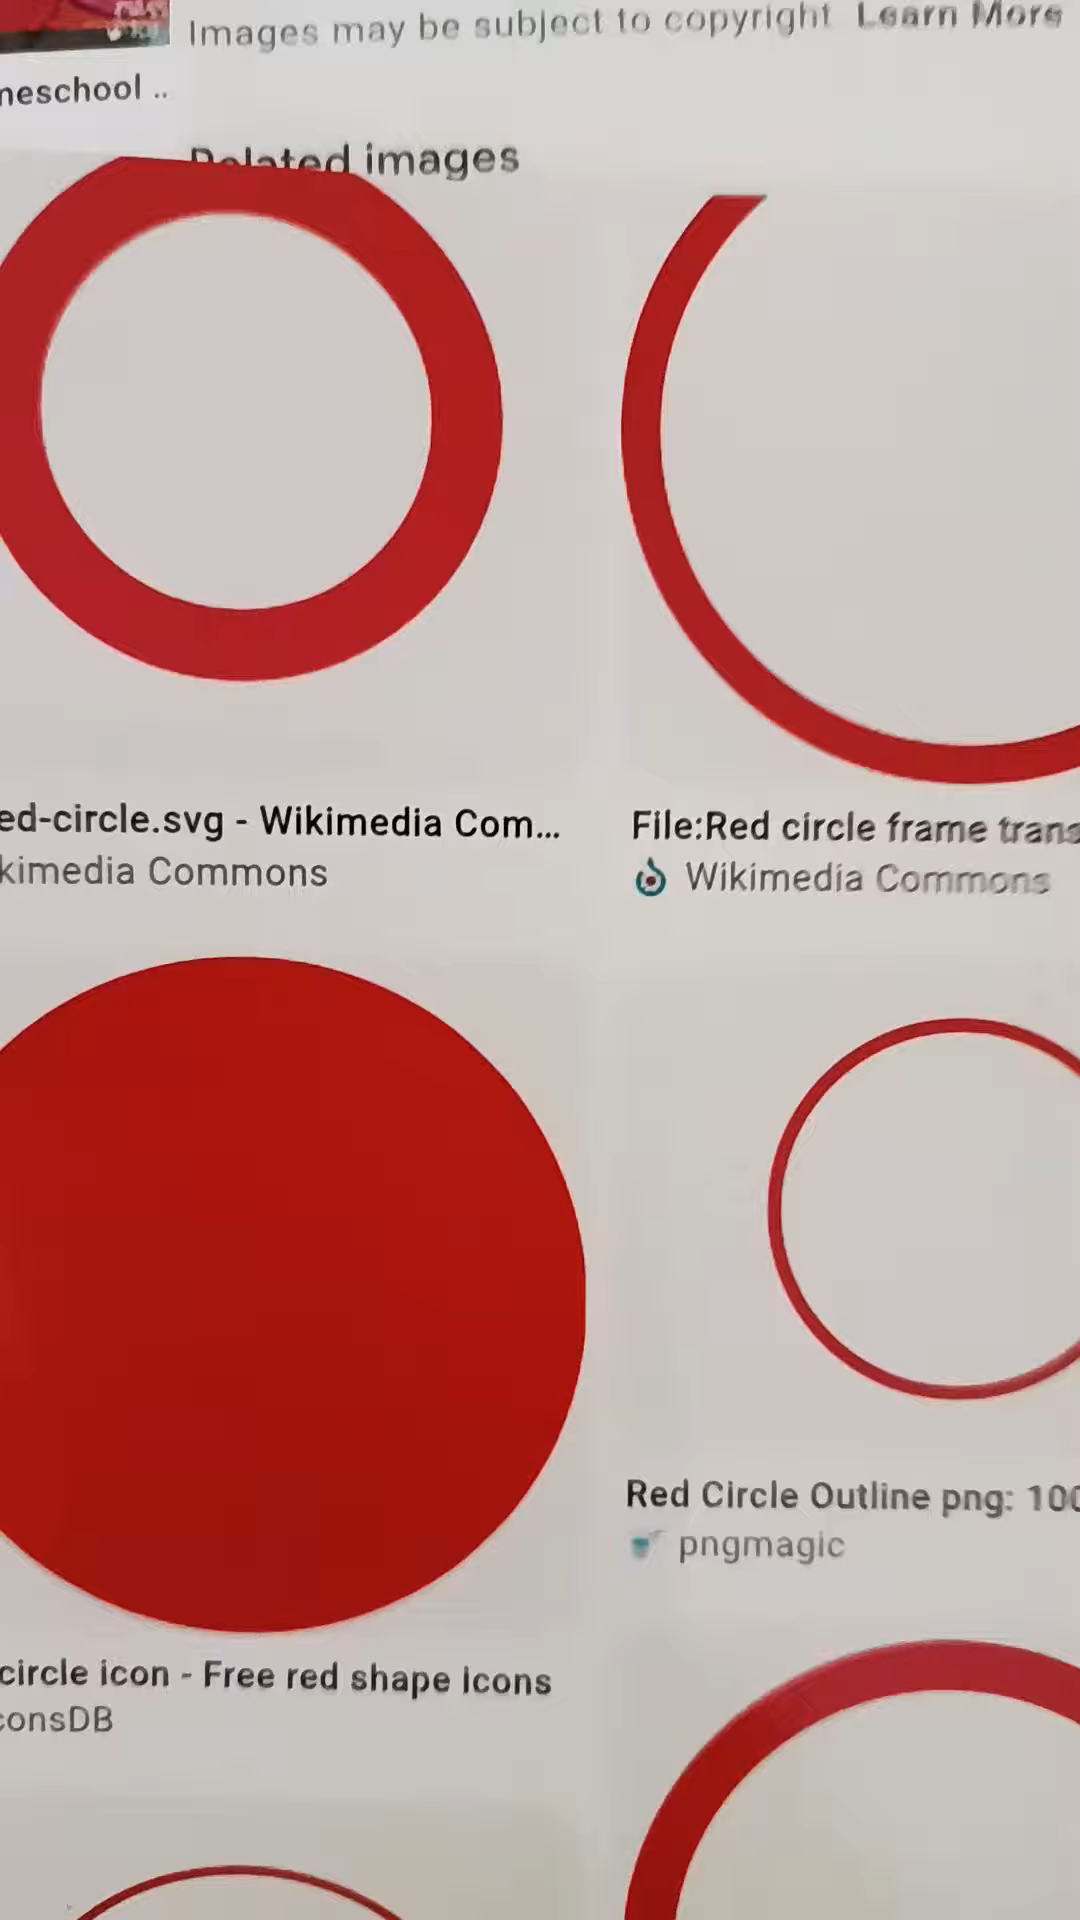 Images may be subject to copyright Learn More
neschool ..
Related images
ed-circle.svg - Wikimedia Com...
kimedia Commons
File:Red circle frame trans
Wikimedia Commons
Red Circle Outline png: 100
pngmagic
circle icon - Free red shape icons
consDB